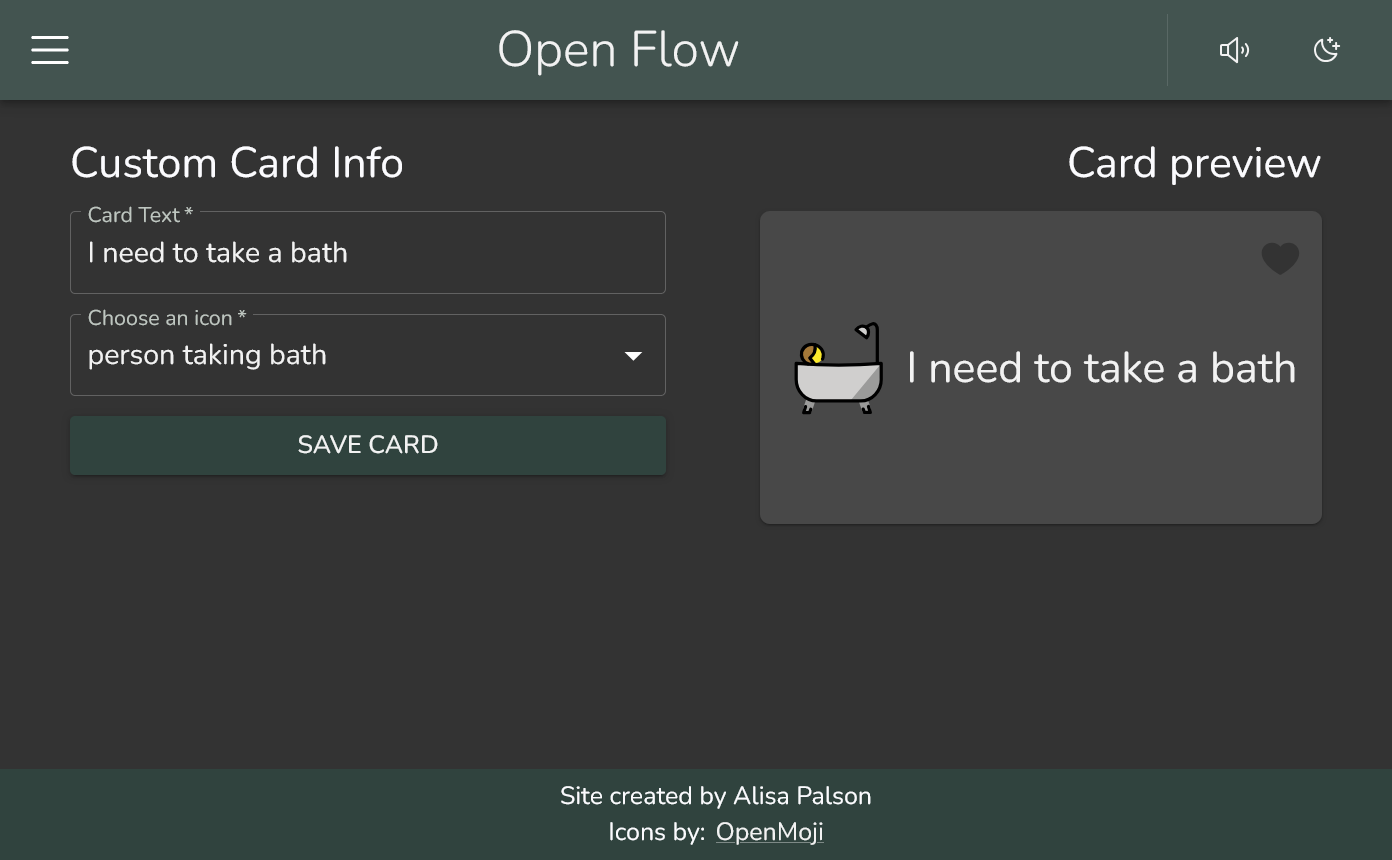 Open Flow
Custom Card Info
Card preview
Card Text *
I need to take a bath
Choose an icon *
person taking bath
SAVE CARD
I need to take a bath
Site created by Alisa Palson
Icons by: OpenMoji